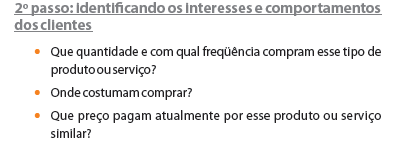 2º passo: identificando os interesses e comportamentos
dos clientes
• Que quantidade e com qual freqüência compram esse tipo de
produto ou serviço?
• Onde costumam comprar?
• Que preço pagam atualmente por esse produto ou serviço
similar?